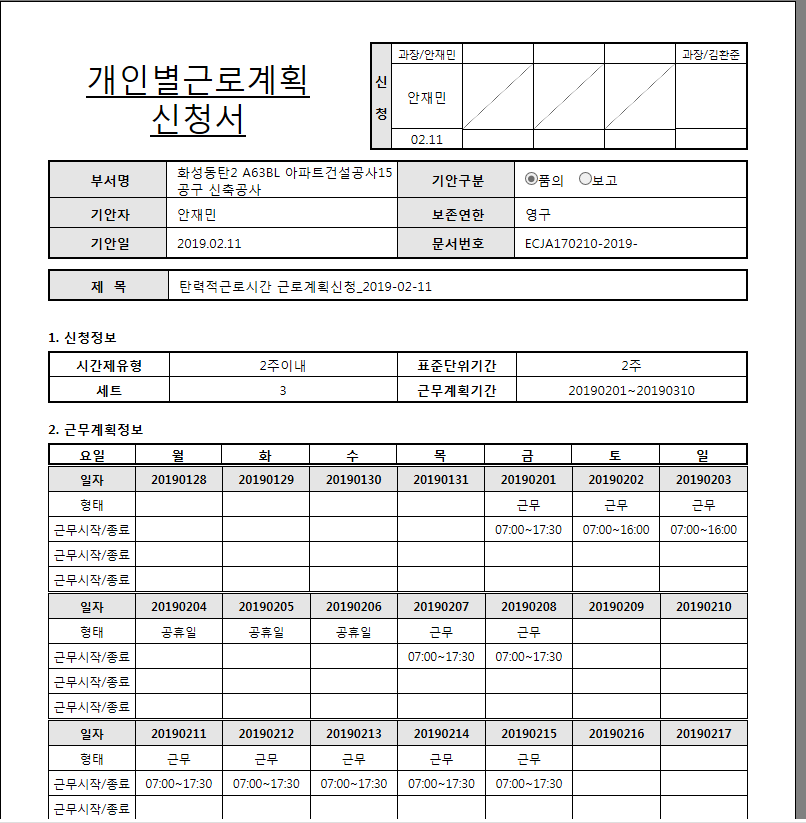 개인별근로계획
신청서
신청
과장/안재민 과장/김환준
안재민
02.11
부서명 화성동탄2 A63BL 아파트건설공사15공구 신축공사 기안구분 품의 보고
기안자 안재민 보존연한 영구
기안일 2019.02.11 문서번호 ECJA170210-2019-
제 목 탄력적근로시간 근로계획신청_2019-02-11
1. 신청정보
시간제유형 2주이내 표준단위기간 2주
세트 3 근무계획기간 20190201~20190310
2. 근무계획정보
요일 월 화 수 목 금 토 일
일자 20190128 20190129 20190130 20190131 20190201 20190202 20190203
형태 근무 근무 근무
근무시작/종료 07:00~17:30 07:00~16:00 07:00~16:00
근무시작/종료
근무시작/종료
일자 20190204 20190205 20190206 20190207 20190208 20190209 20190210
형태 공휴일 공휴일 공휴일 근무 근무
근무시작/종료 07:00~17:30 07:00~17:30
근무시작/종료
근무시작/종료
일자 20190211 20190212 20190213 20190214 20190215 20190216 20190217
형태 근무 근무 근무 근무 근무
근무시작/종료 07:00~17:30 07:00~17:30 07:00~17:30 07:00~17:30 07:00~17:30
근무시작/종료